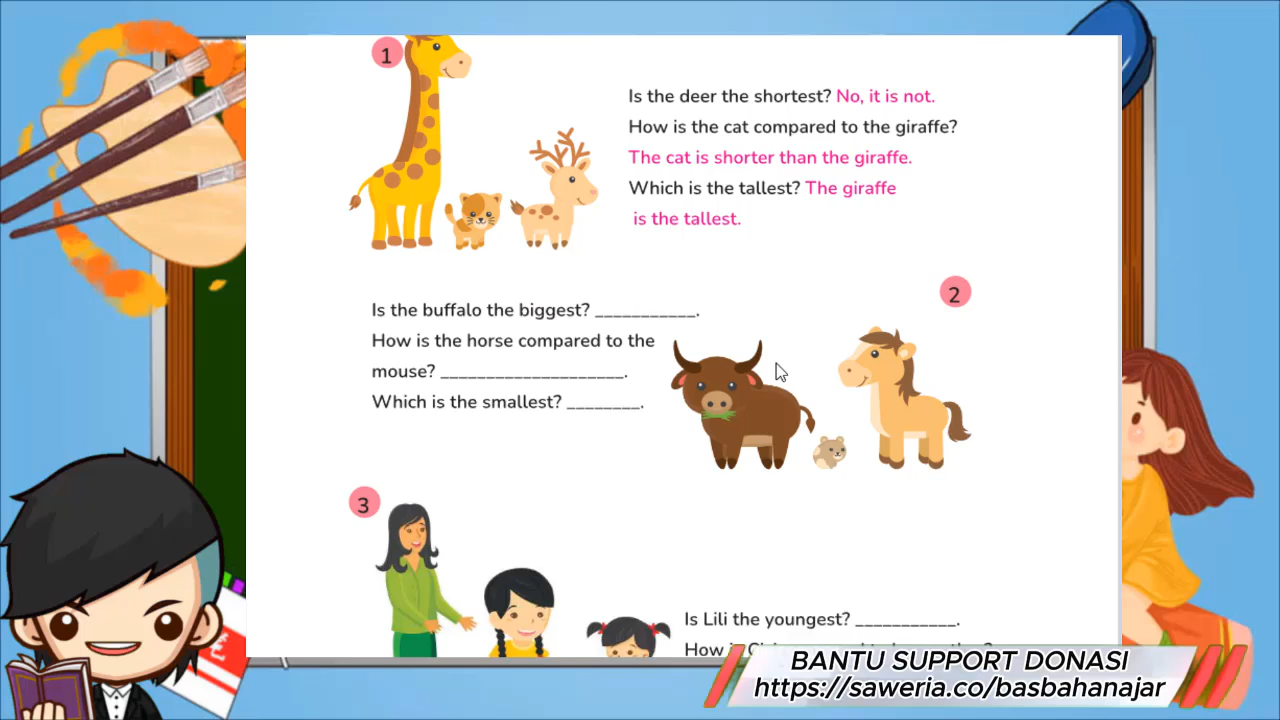 1
Is the deer the shortest? No, it is not.
How is the cat compared to the giraffe?
The cat is shorter than the giraffe.
Which is the tallest? The giraffe
is the tallest.
2
Is the buffalo the biggest? ___________.
How is the horse compared to the
mouse? ____________________.
Which is the smallest? ________.
3
Is Lili the youngest? ___________.
How
BANTU SUPPORT DONASI
https://saweria.co/basbahanajar